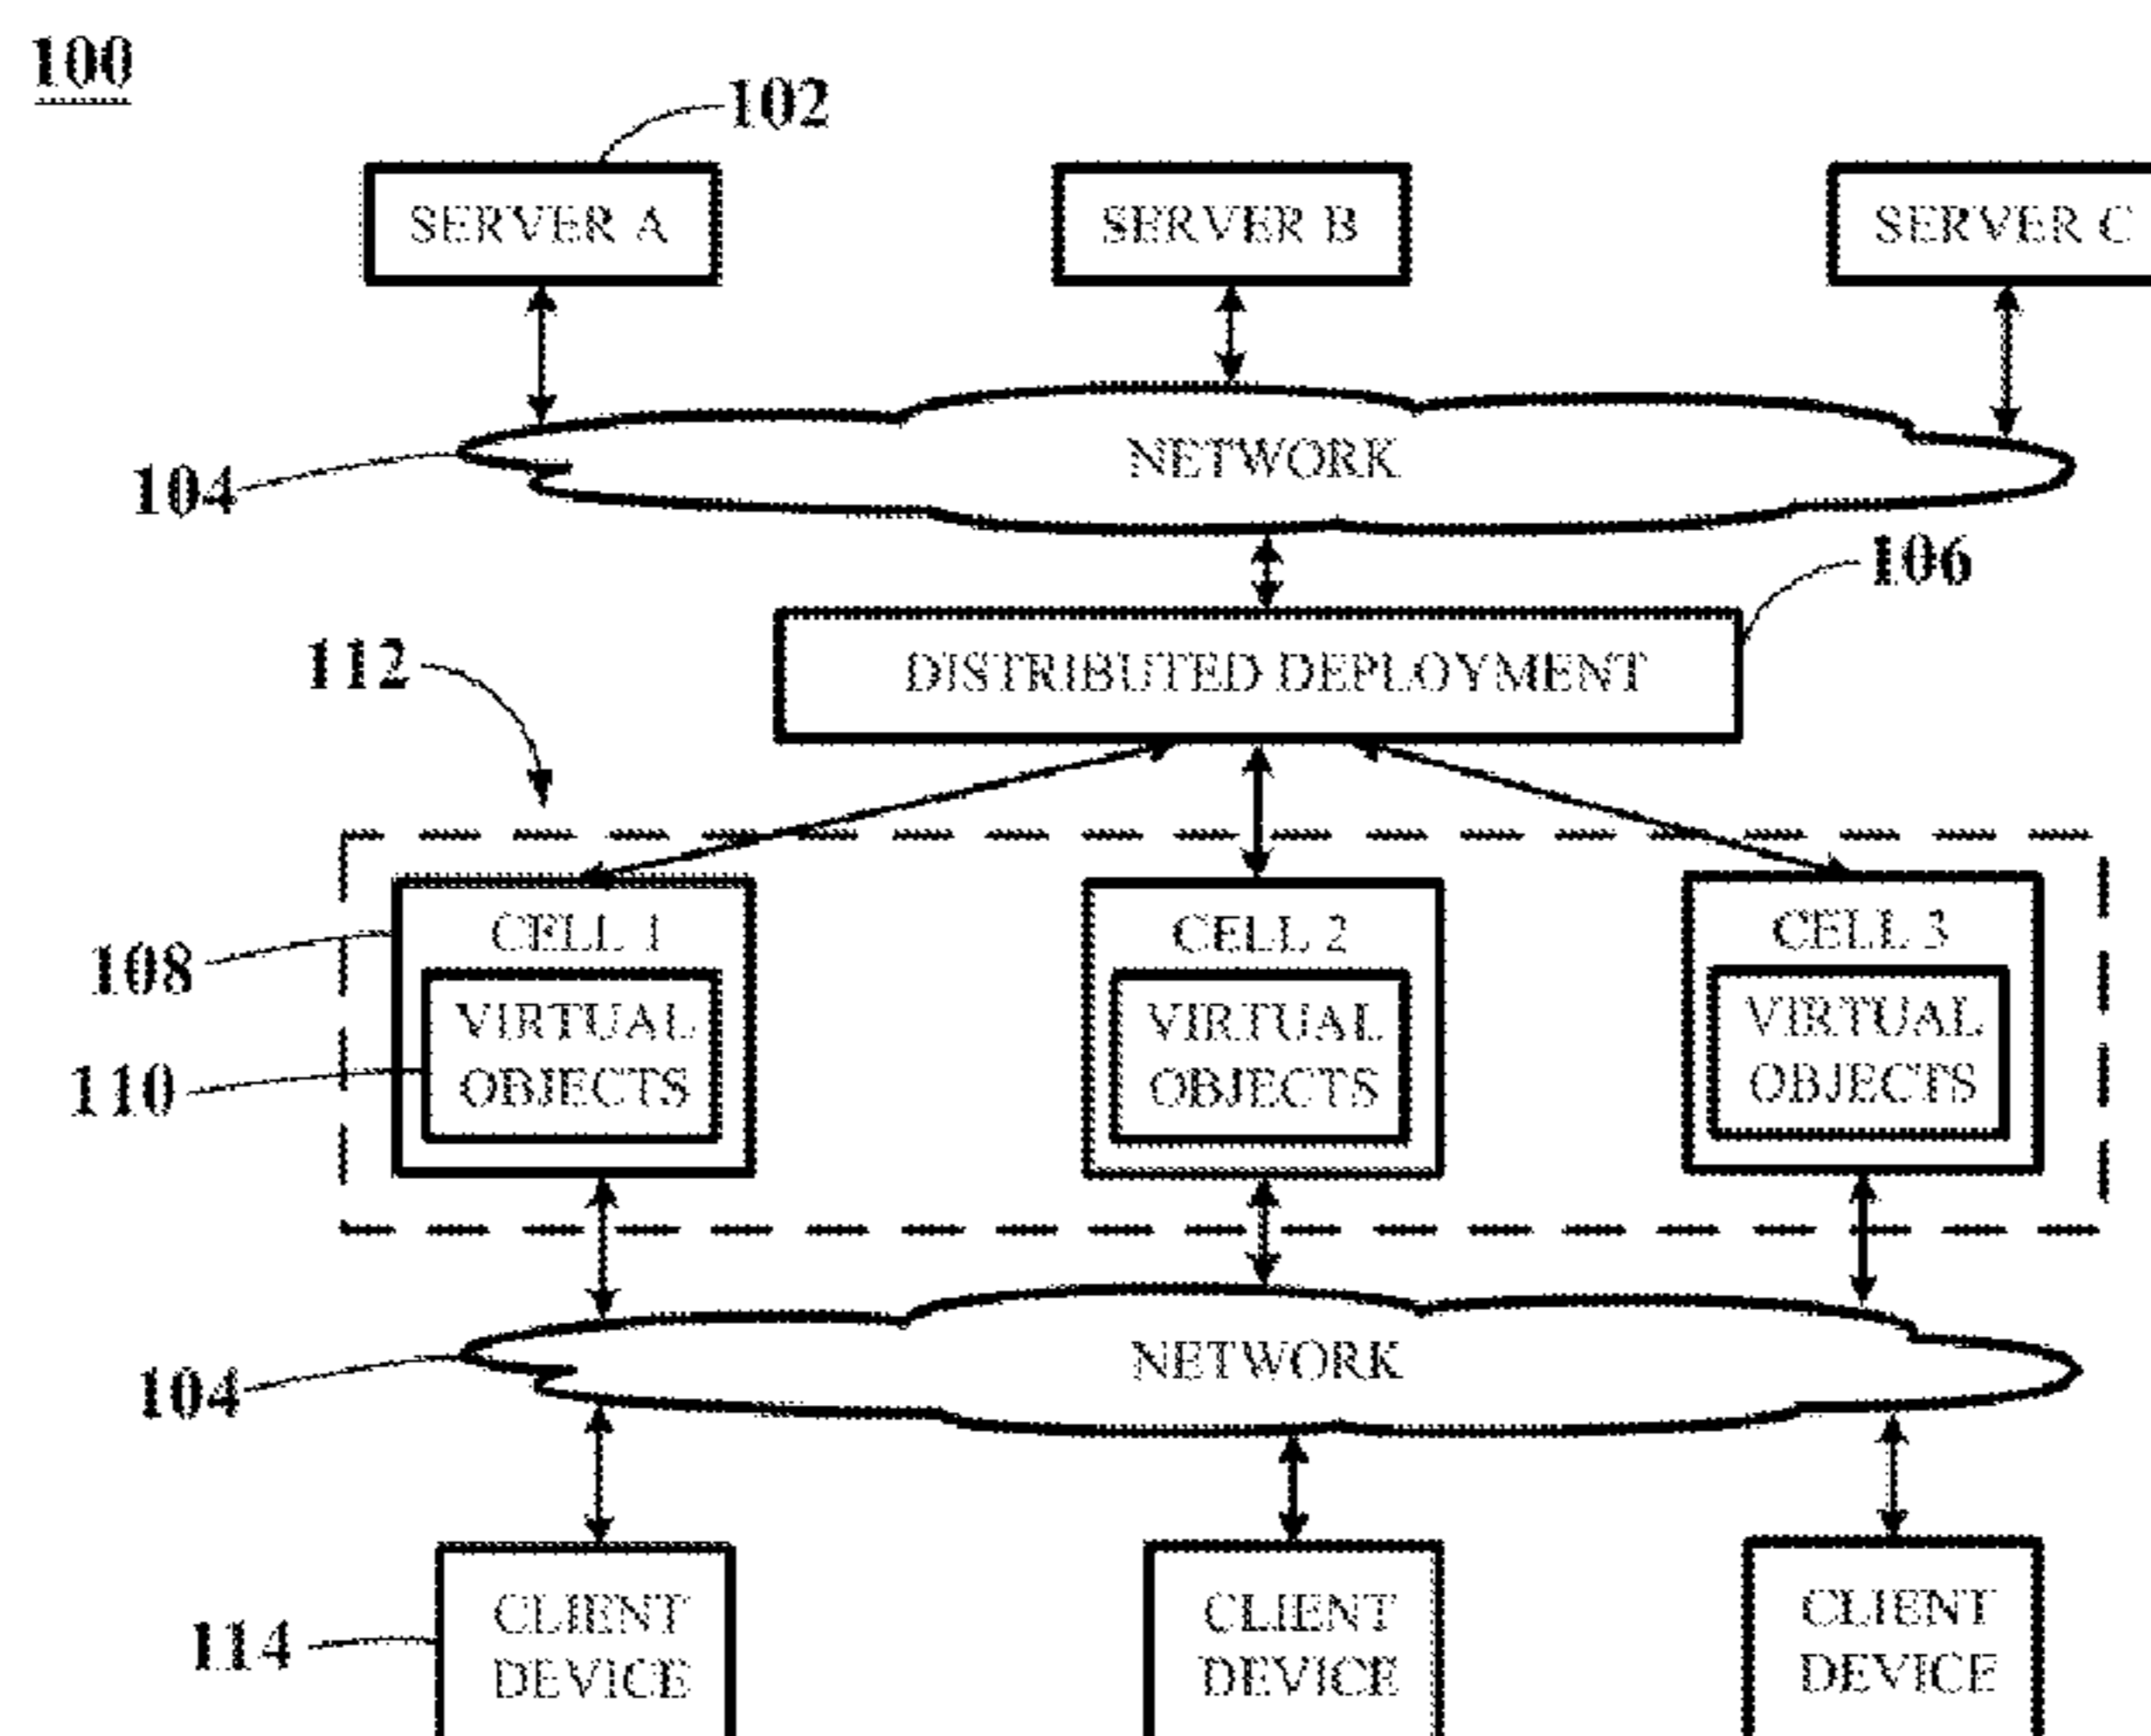 100
102
SERVER A
SERVER B
SERVER C
NETWORK
104
106
DISTRIBUTED DEPLOYMENT
112
CELL 1
CELL 2
CELL 3
108
VIRTUAL
OBJECTS
VIRTUAL
OBJECTS
VIRTUAL
OBJECTS
110
NETWORK
104
CLIENT
DEVICE
CLIENT
DEVICE
CLIENT
DEVICE
114